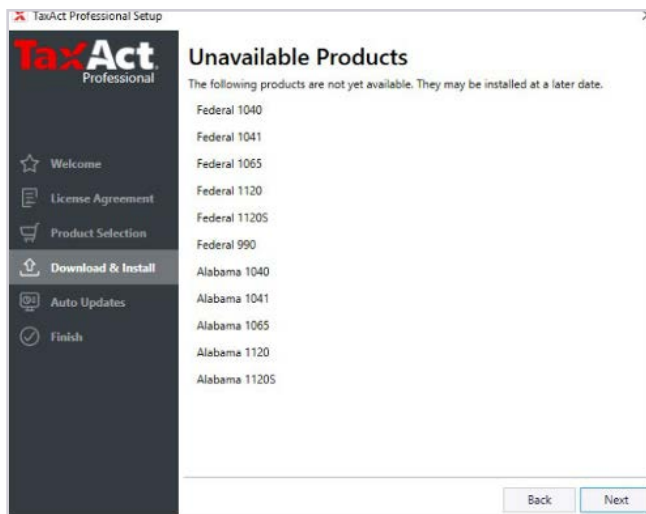 TaxAct Professional Setup
TaxAct.
Professional
Welcome
License Agreement
Product Selection
Download & Install
Auto Updates
Finish
Unavailable Products
The following products are not yet available. They may be installed at a later date.
Federal 1040
Federal 1041
Federal 1065
Federal 1120
Federal 1120S
Federal 990
Alabama 1040
Alabama 1041
Alabama 1065
Alabama 1120
Alabama 1120S
Back
Next